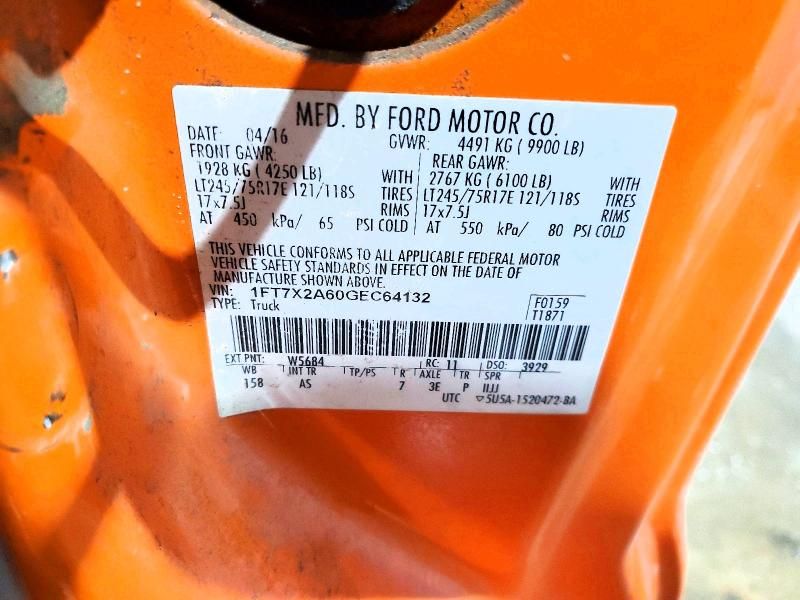 MFD. BY FORD MOTOR CO.
DATE: 04/16 GVWR: 4491 KG ( 9900 LB)
FRONT GAWR: REAR GAWR:
1928 KG ( 4250 LB) WITH 2767 KG ( 6100 LB) WITH
LT245/75R17E 121/118S TIRES LT245/75R17E 121/118S TIRES
17x7.5J RIMS 17x7.5J RIMS
AT 450 kPa/ 65 PSI COLD AT 550 kPa/ 80 PSI COLD
THIS VEHICLE CONFORMS TO ALL APPLICABLE FEDERAL MOTOR
VEHICLE SAFETY STANDARDS IN EFFECT ON THE DATE OF
MANUFACTURE SHOWN ABOVE.
VIN: 1FT7X2A60GEC64132 F0159
TYPE: Truck T1871
EXT PNT: W5684 RC: 11 DSO: 3929
WB INT TR TP/PS R AXLE TR SPR
158 AS 7 3E P IIJJ
UTC ▽5U5A-1520472-BA